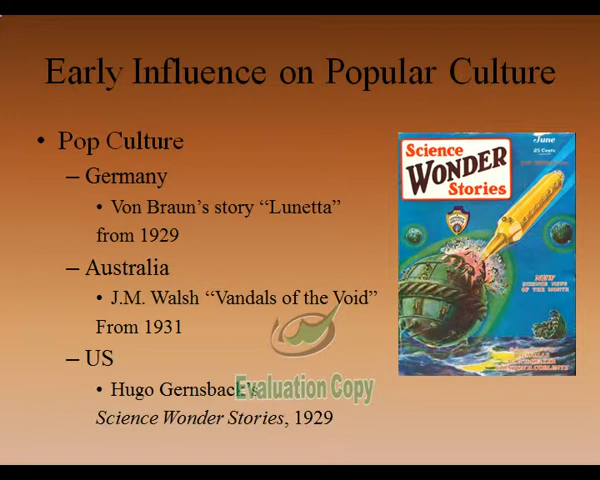 Early Influence on Popular Culture
• Pop Culture
– Germany
• Von Braun's story “Lunetta”
from 1929
– Australia
• J.M. Walsh “Vandals of the Void”
From 1931
– US
• Hugo Gernsback's
Science Wonder Stories, 1929
Evaluation Copy
June
25 Cents
Science
WONDER
Stories
NEW
SCIENCE NEWS
OF THE MONTH